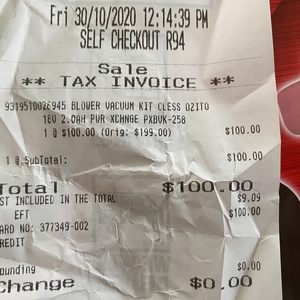 Fri 30/10/2020 12:14:39 PM
SELF CHECKOUT R94
Sale
** TAX INVOICE **
9319510026945 BLOWER VACUUM KIT CLESS OZITO
18V 2.0AH PWR XCHNGE PXBVK-258
1 @ $100.00 (Orig: $199.00) $100.00
1 @ SubTotal: $100.00
Total $100.00
ST INCLUDED IN THE TOTAL $9.09
EFT $100.00
ARD NO: 377349-002
REDIT
ounding $0.00
Change $0.00